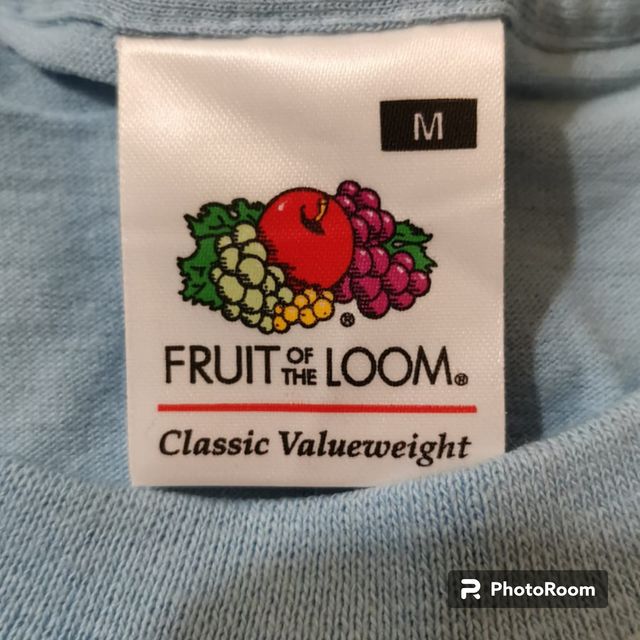 M
®
FRUIT OF THE LOOM®
Classic Valueweight
PhotoRoom